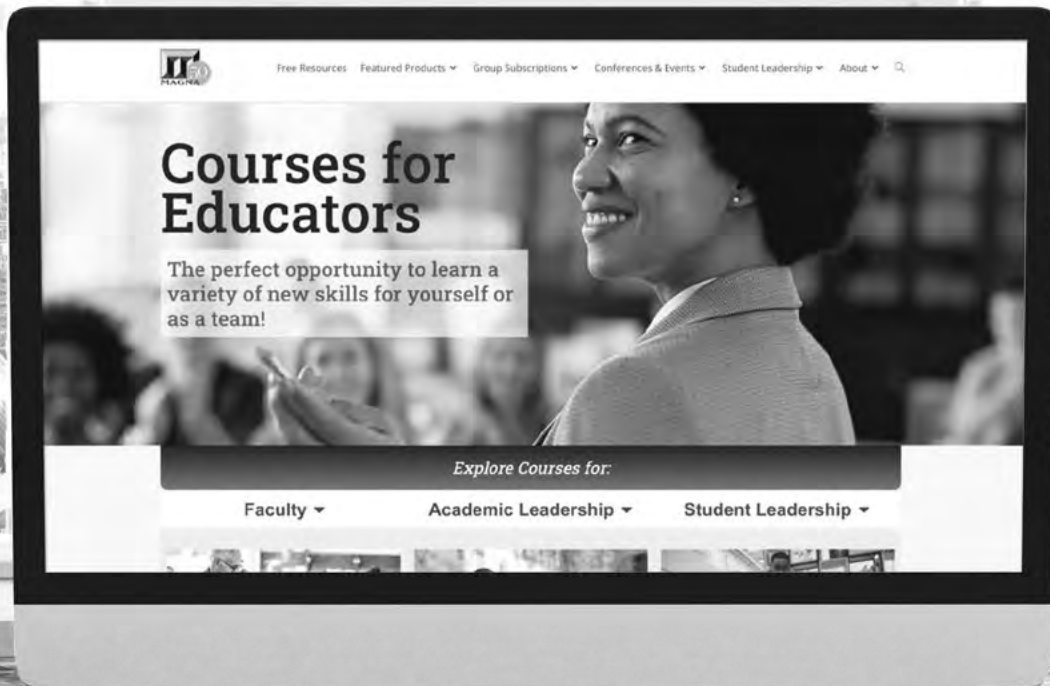 MAGNA
50
Free Resources Featured Products Group Subscriptions Conferences & Events Student Leadership About
Courses for
Educators
The perfect opportunity to learn a
variety of new skills for yourself or
as a team!
Explore Courses for:
Faculty Academic Leadership Student Leadership